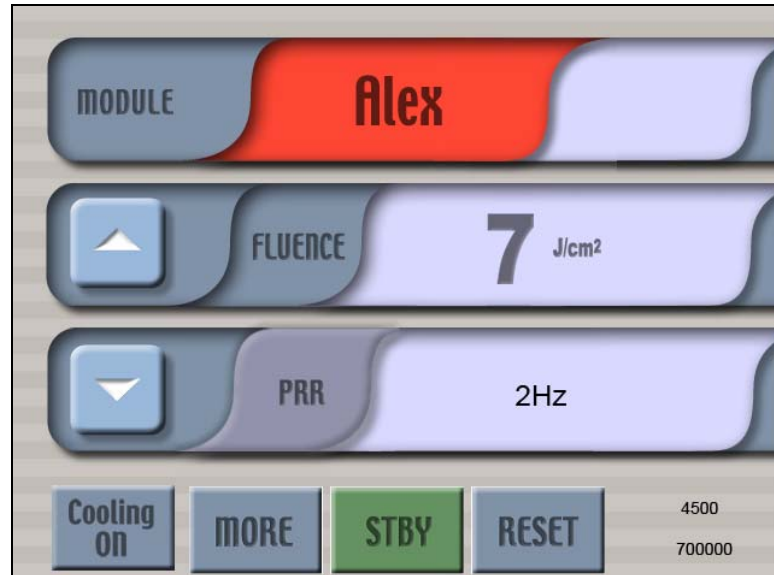 MODULE
Alex
FLUENCE
7 J/cm²
PRR
2Hz
Cooling ON
MORE
STBY
RESET
4500
700000